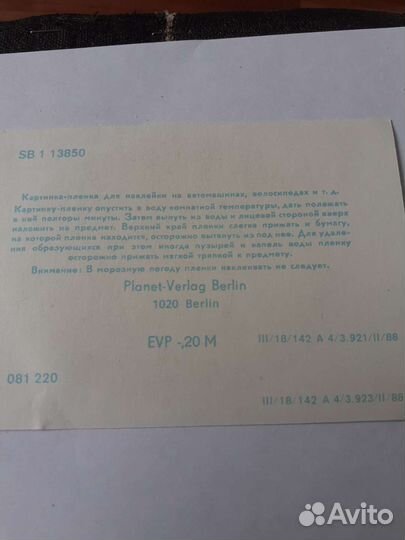 SB 1 13850
Картинка-пленка для наклейки на автомашинах, велосипедах и т. д.
Картинку-пленку опустить в воду комнатной температуры, дать полежать
в ней полторы минуты. Затем вынуть из воды и лицевой стороной вверх
наложить на предмет. Верхний край пленки слегка прижать и бумагу,
на которой пленка находится, осторожно вытянуть из под нее. Для удале-
ния образующихся при этом иногда пузырей и капель воды пленку
осторожно прижать мягкой тряпкой к предмету.
Внимание: В морозную погоду пленки наклеивать не следует.
Planet-Verlag Berlin
1020 Berlin
EVP -,20 M
III/18/142 A 4/3.921/II/88
081 220
III/18/142 A 4/3.923/II/88
Avito